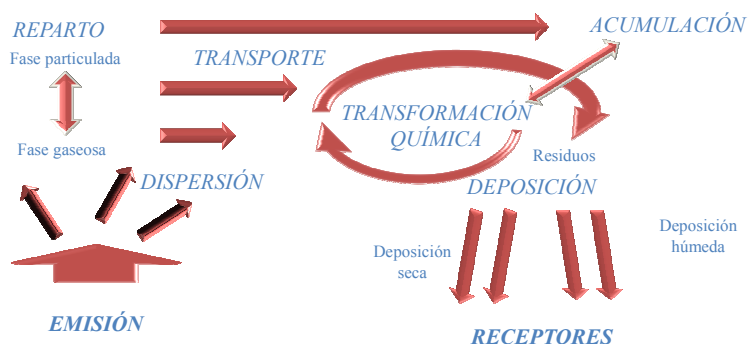 REPARTO
Fase particulada
Fase gaseosa
TRANSPORTE
ACUMULACIÓN
TRANSFORMACIÓN
QUÍMICA
Residuos
DISPERSIÓN
DEPOSICIÓN
Deposición
seca
Deposición
húmeda
EMISIÓN
RECEPTORES